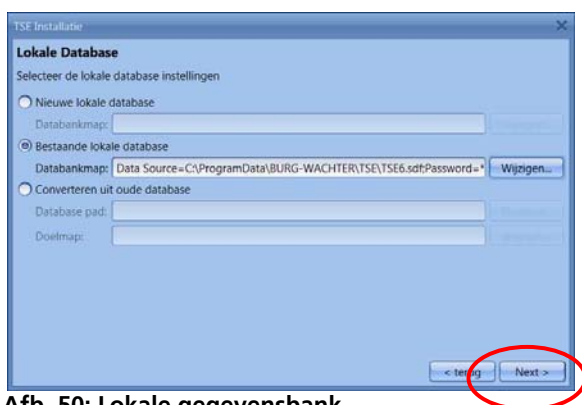 TSE Installatie
Lokale Database
Selecteer de lokale database instellingen
Nieuwe lokale database
Databankmap:
Bestaande lokale database
Databankmap: Data Source=C:\ProgramData\BURG-WACHTER\TSE\TSE6.sdf;Password=* Wijzigen...
Converteren uit oude database
Database pad:
Doelmap:
< terug Next >
Afb. 50: Lokale gegevensbank